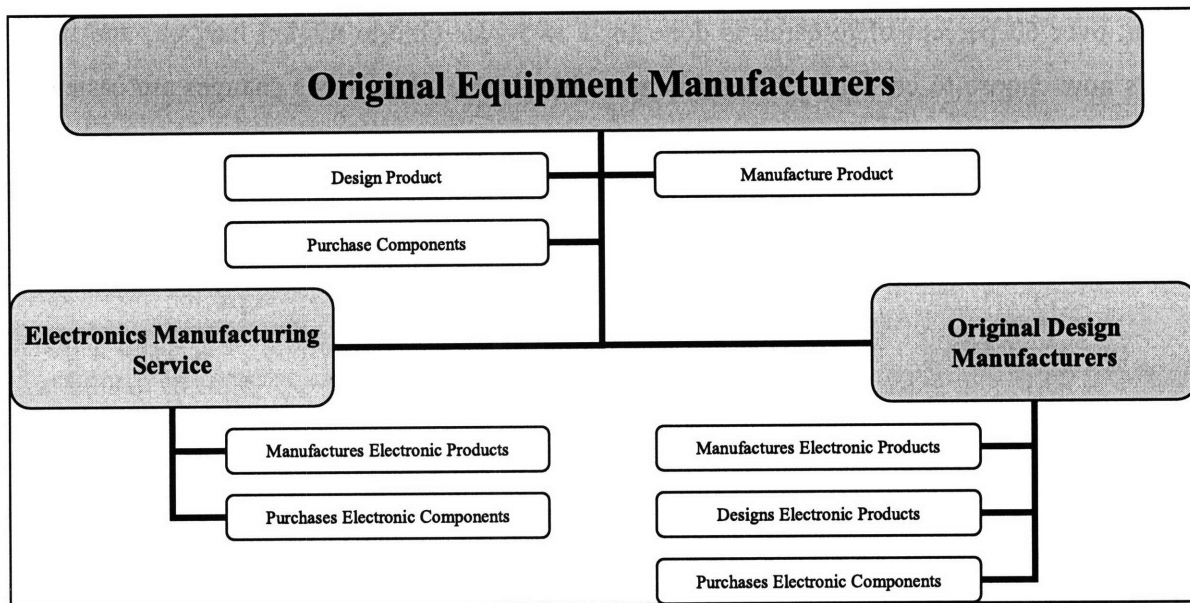 Original Equipment Manufacturers
Design Product
Manufacture Product
Purchase Components
Electronics Manufacturing
Service
Original Design
Manufacturers
Manufactures Electronic Products
Purchases Electronic Components
Manufactures Electronic Products
Designs Electronic Products
Purchases Electronic Components